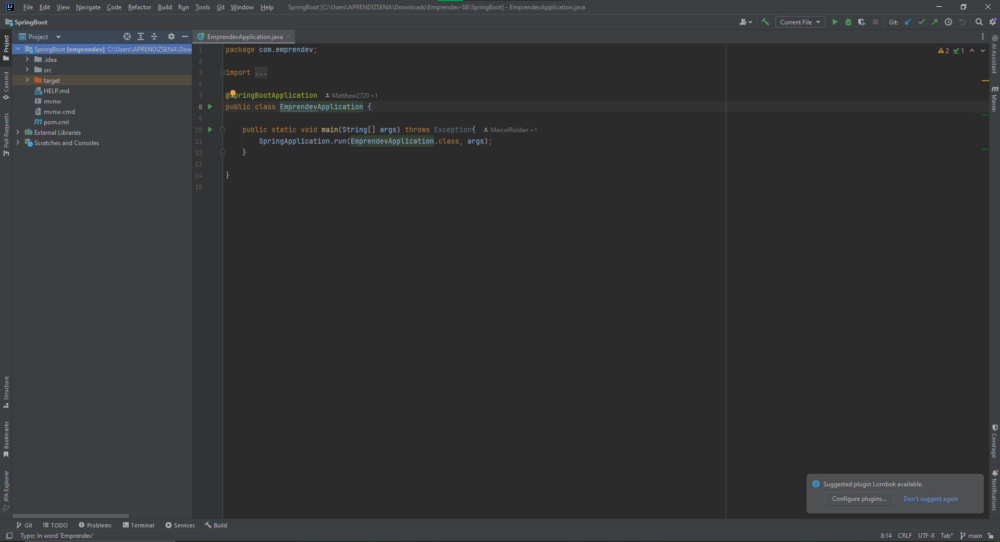 File Edit View Navigate Code Refactor Build Run Tools Git Window Help SpringBoot [C:\Users\APRENDIZSENA\Downloads\Emprendev-SB\SpringBoot] - EmprendevApplication.java
SpringBoot
Current File
Git:
Project
EmprendevApplication.java
SpringBoot [emprendev] C:\Users\APRENDIZSENA\Dow
.idea
src
target
HELP.md
mvnw
mvnw.cmd
pom.xml
External Libraries
Scratches and Consoles
1 package com.emprendev;
2
3 import ...
6
7 @SpringBootApplication Matthew2720 +1
8 public class EmprendevApplication {
9
10 public static void main(String[] args) throws Exception{ MaicolRoldan +1
11 SpringApplication.run(EmprendevApplication.class, args);
12 }
13
14 }
15
2 1
Project
Commit
Pull Requests
Structure
Bookmarks
JPA Explorer
AI Assistant
Maven
Coverage
Notifications
Suggested plugin Lombok available.
Configure plugins... Don't suggest again
Git TODO Problems Terminal Services Build
Typo: In word 'Emprendev'
8:14 CRLF UTF-8 Tab* main